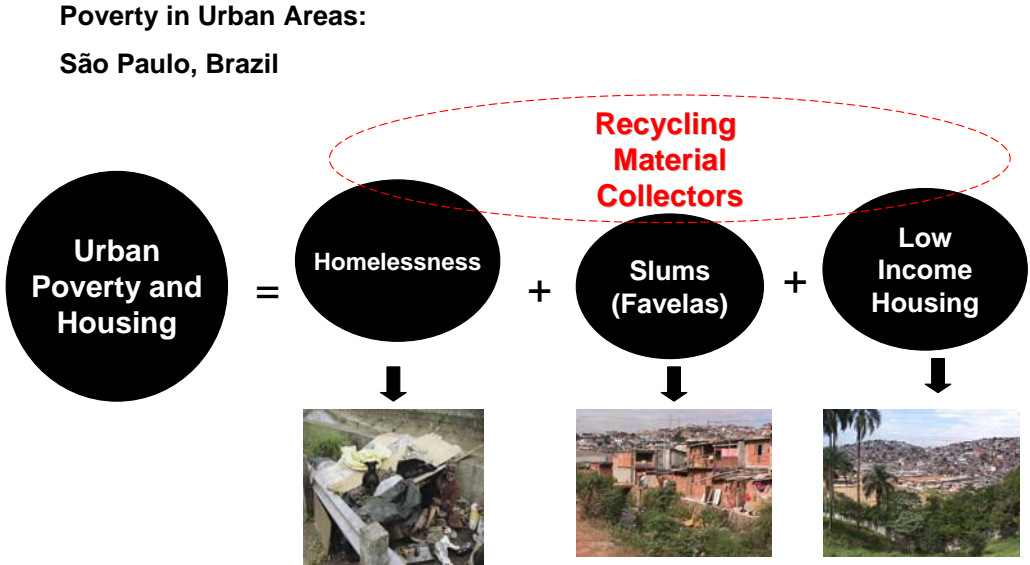 Poverty in Urban Areas:
São Paulo, Brazil
Recycling
Material
Collectors
Urban
Poverty and
Housing
=
Homelessness
+
Slums
(Favelas)
+
Low
Income
Housing